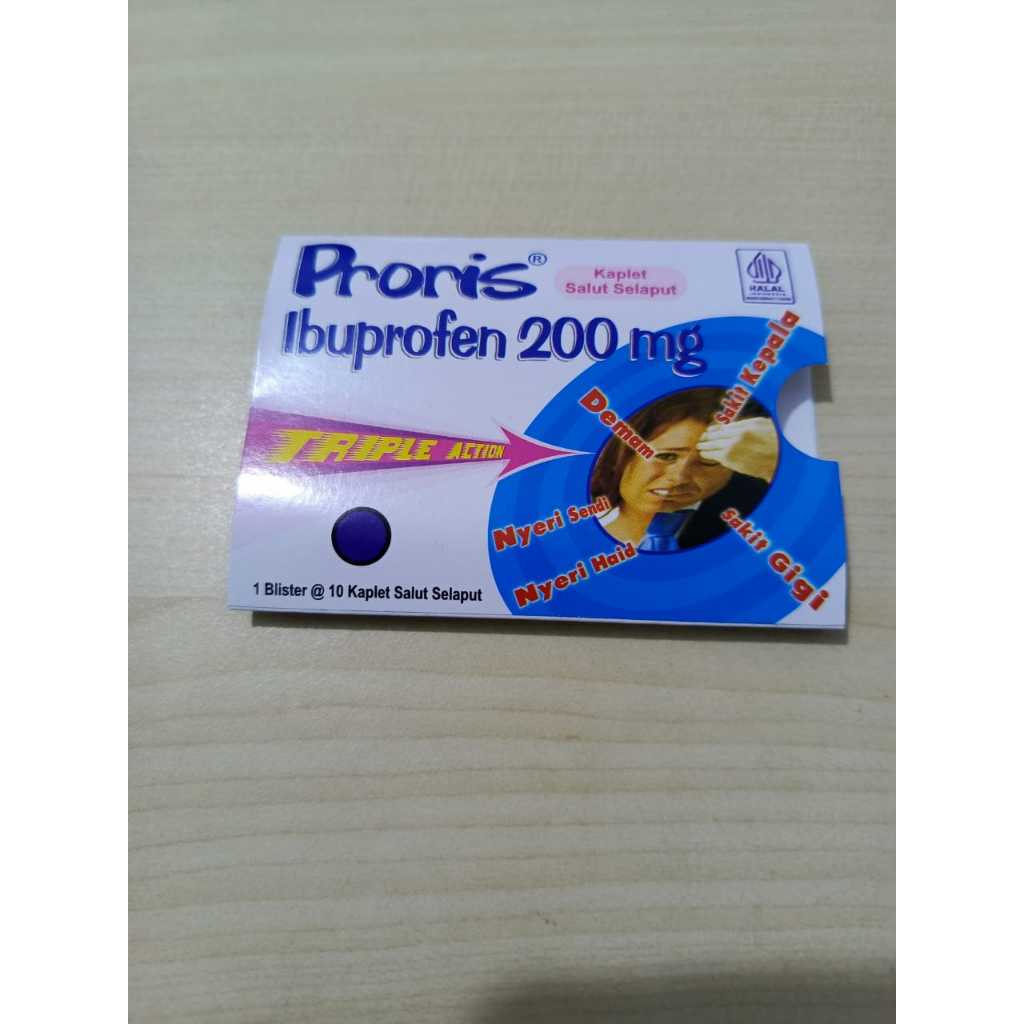 Proris®
Kaplet
Salut Selaput
HALAL
INDONESIA
Ibuprofen 200 mg
TRIPLE ACTION
Demam
Sakit Kepala
Nyeri Sendi
Nyeri Haid
Sakit Gigi
1 Blister @ 10 Kaplet Salut Selaput